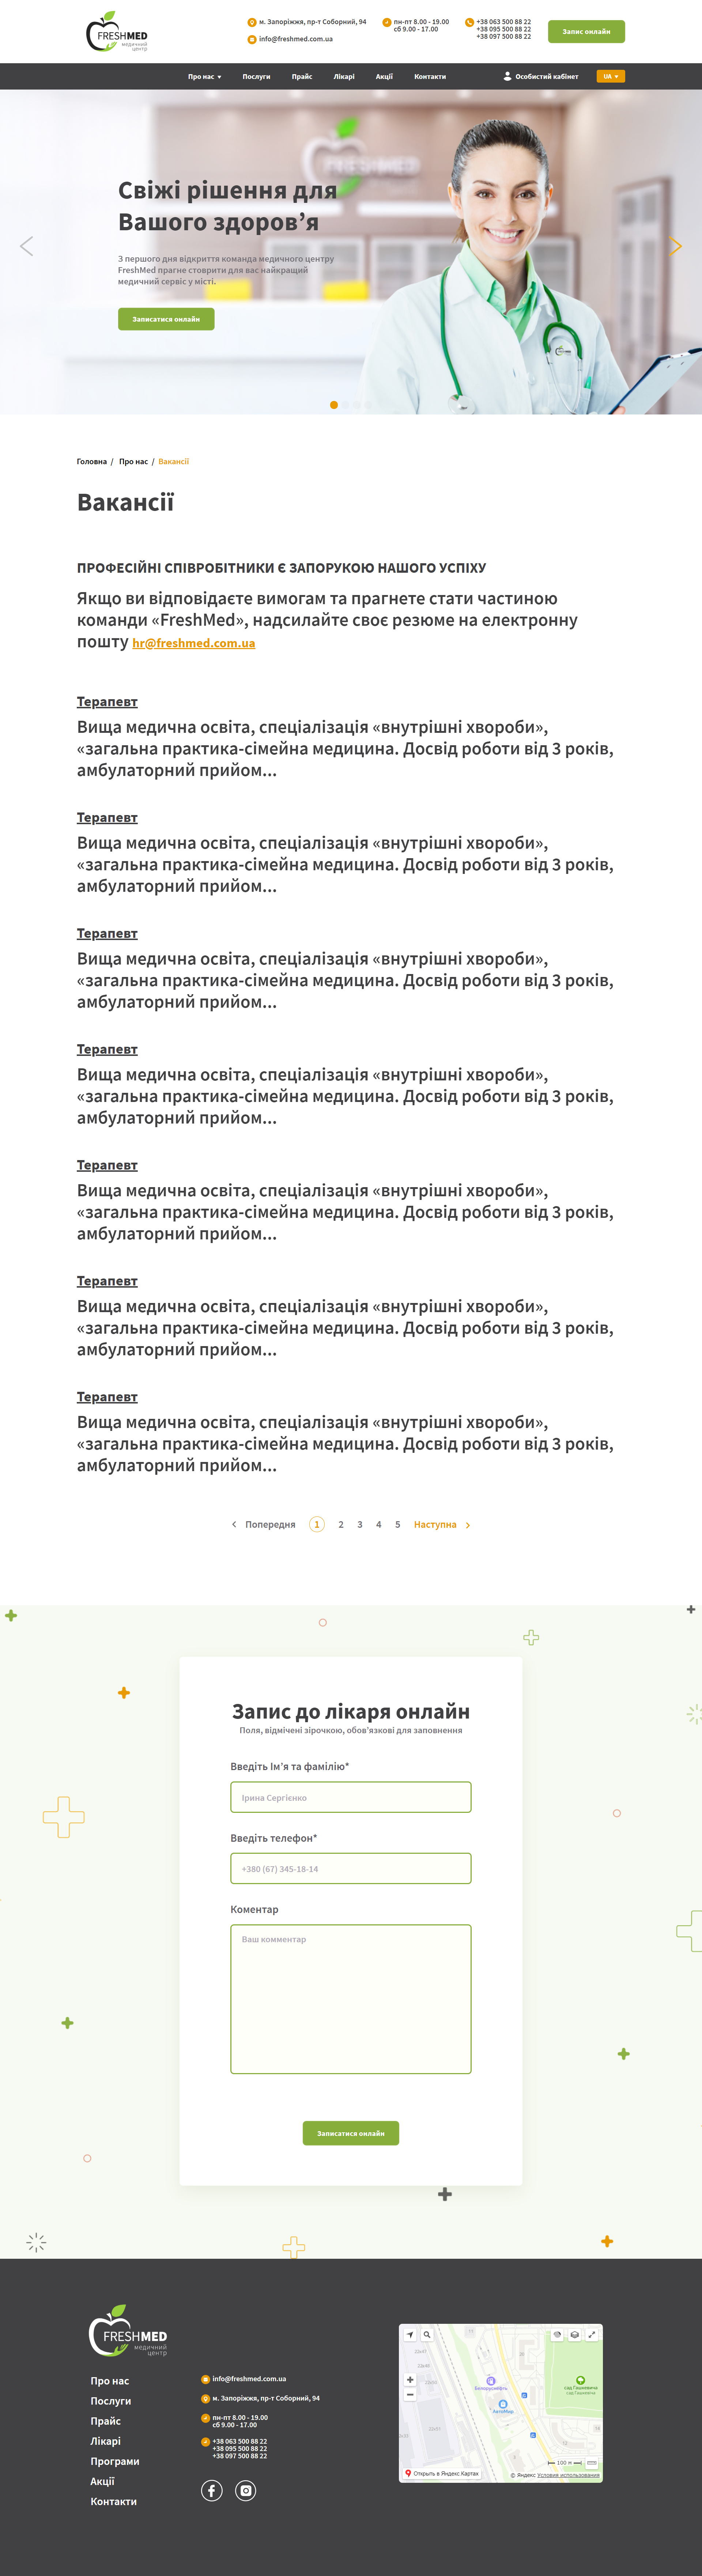 FRESHMED
медичний
центр
м. Запоріжжя, пр-т Соборний, 94
info@freshmed.com.ua
пн-пт 8.00 - 19.00
сб 9.00 - 17.00
+38 063 500 88 22
+38 095 500 88 22
+38 097 500 88 22
Запис онлайн
Про нас
Послуги
Прайс
Лікарі
Акції
Контакти
Особистий кабінет
UA
Свіжі рішення для
Вашого здоров’я
З першого дня відкриття команда медичного центру
FreshMed прагне стоврити для вас найкращий
медичний сервіс у місті.
Записатися онлайн
Головна / Про нас / Вакансії
Вакансії
ПРОФЕСІЙНІ СПІВРОБІТНИКИ Є ЗАПОРУКОЮ НАШОГО УСПІХУ
Якщо ви відповідаєте вимогам та прагнете стати частиною
команди «FreshMed», надсилайте своє резюме на електронну
пошту hr@freshmed.com.ua
Терапевт
Вища медична освіта, спеціалізація «внутрішні хвороби»,
«загальна практика-сімейна медицина. Досвід роботи від 3 років,
амбулаторний прийом...
Терапевт
Вища медична освіта, спеціалізація «внутрішні хвороби»,
«загальна практика-сімейна медицина. Досвід роботи від 3 років,
амбулаторний прийом...
Терапевт
Вища медична освіта, спеціалізація «внутрішні хвороби»,
«загальна практика-сімейна медицина. Досвід роботи від 3 років,
амбулаторний прийом...
Терапевт
Вища медична освіта, спеціалізація «внутрішні хвороби»,
«загальна практика-сімейна медицина. Досвід роботи від 3 років,
амбулаторний прийом...
Терапевт
Вища медична освіта, спеціалізація «внутрішні хвороби»,
«загальна практика-сімейна медицина. Досвід роботи від 3 років,
амбулаторний прийом...
Терапевт
Вища медична освіта, спеціалізація «внутрішні хвороби»,
«загальна практика-сімейна медицина. Досвід роботи від 3 років,
амбулаторний прийом...
Терапевт
Вища медична освіта, спеціалізація «внутрішні хвороби»,
«загальна практика-сімейна медицина. Досвід роботи від 3 років,
амбулаторний прийом...
Попередня 1 2 3 4 5 Наступна
Запис до лікаря онлайн
Поля, відмічені зірочкою, обов’язкові для заповнення
Введіть Ім’я та фамілію*
Ірина Сергієнко
Введіть телефон*
+380 (67) 345-18-14
Коментар
Ваш комментар
Записатися онлайн
FRESHMED
медичний
центр
Про нас
Послуги
Прайс
Лікарі
Програми
Акції
Контакти
info@freshmed.com.ua
м. Запоріжжя, пр-т Соборний, 94
пн-пт 8.00 - 19.00
сб 9.00 - 17.00
+38 063 500 88 22
+38 095 500 88 22
+38 097 500 88 22
Белоруснефть
АвтоМир
100 м
Открыть в Яндекс.Картах
© Яндекс Условия использования